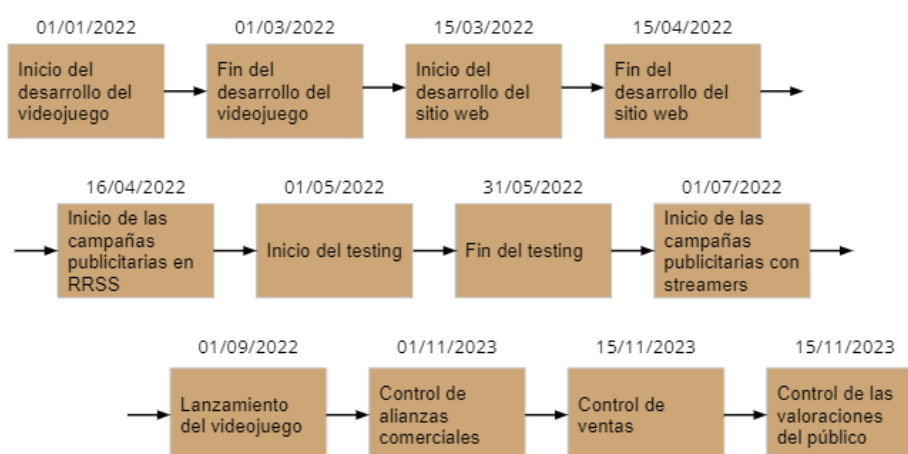 01/01/2022
Inicio del
desarrollo del
videojuego
01/03/2022
Fin del
desarrollo del
videojuego
15/03/2022
Inicio del
desarrollo del
sitio web
15/04/2022
Fin del
desarrollo del
sitio web
16/04/2022
Inicio de las
campañas
publicitarias en
RRSS
01/05/2022
Inicio del testing
31/05/2022
Fin del testing
01/07/2022
Inicio de las
campañas
publicitarias con
streamers
01/09/2022
Lanzamiento
del videojuego
01/11/2023
Control de
alianzas
comerciales
15/11/2023
Control de
ventas
15/11/2023
Control de las
valoraciones
del público